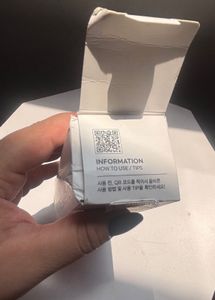 INFORMATION
HOW TO USE / TIPS
사용 전, QR 코드를 찍어서 올바른
사용 방법 및 사용 TIP을 확인하세요!